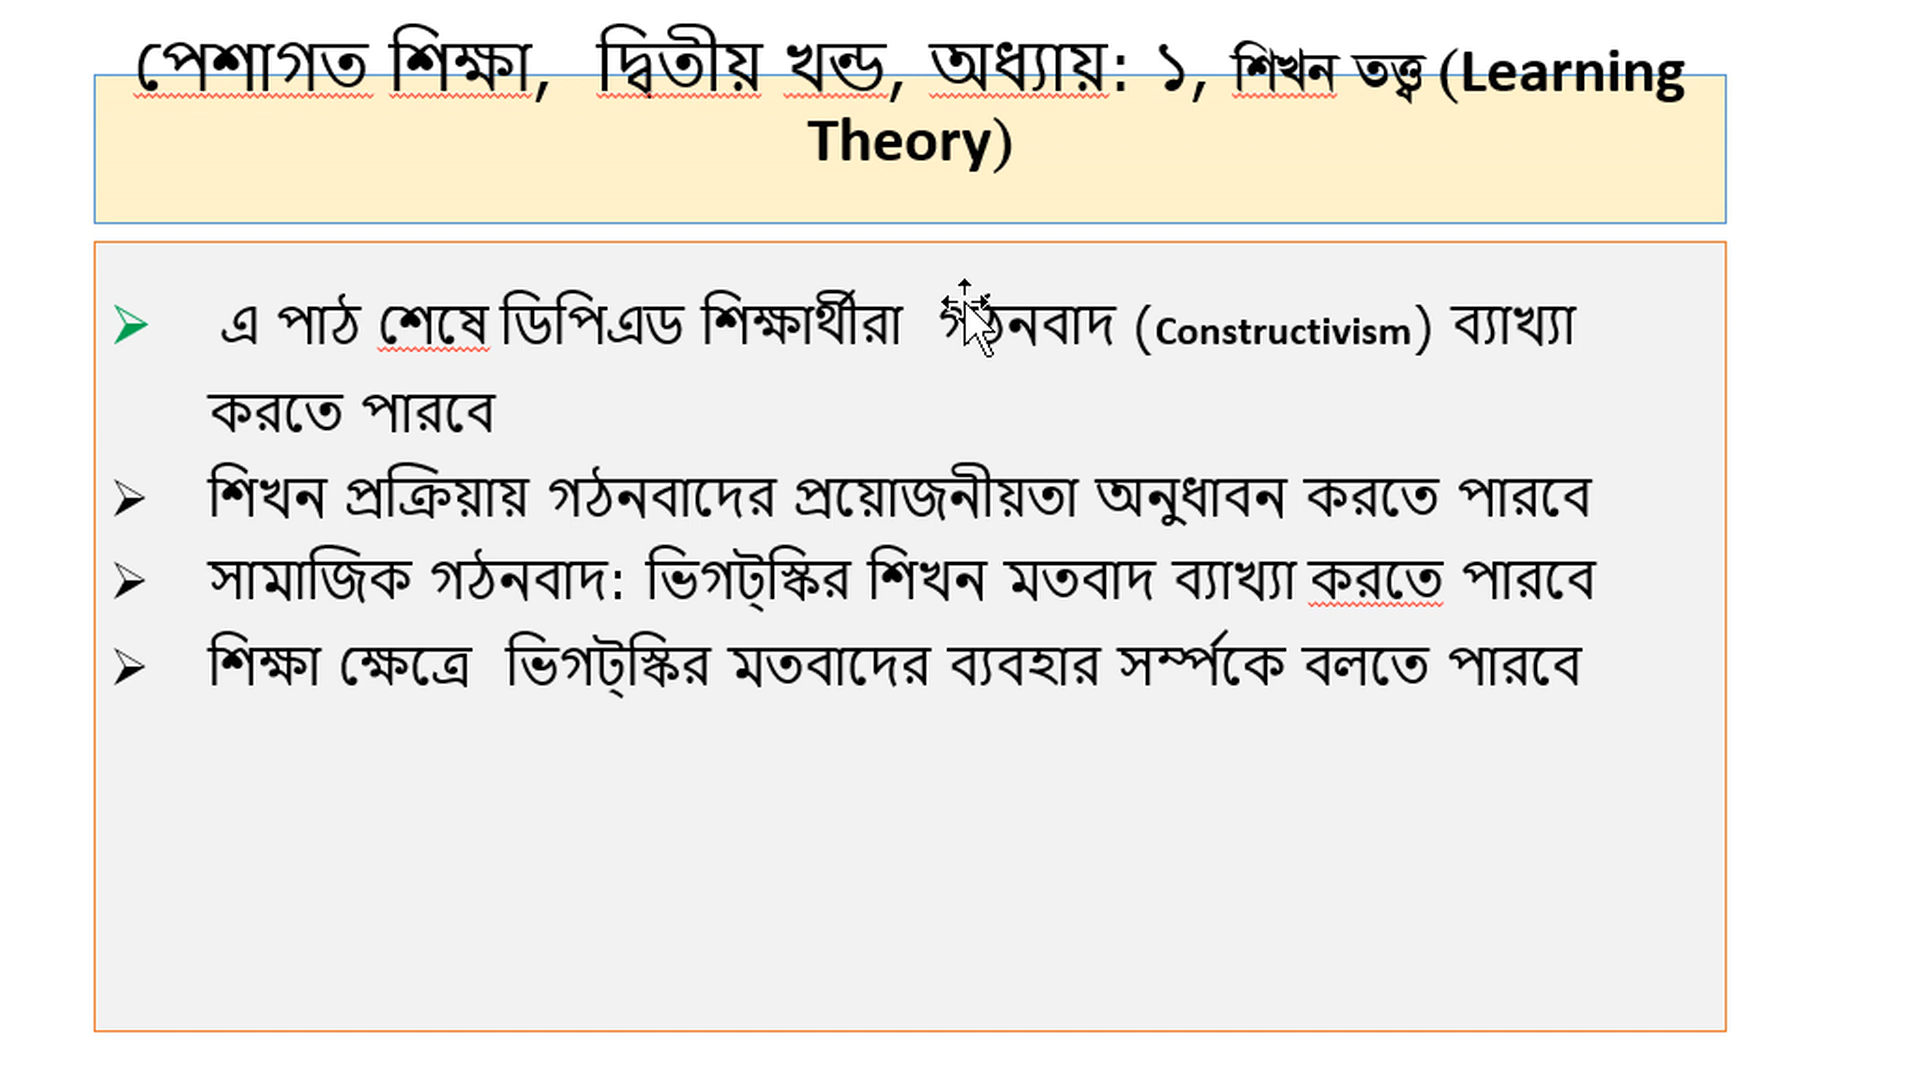 পেশাগত শিক্ষা, দ্বিতীয় খন্ড, অধ্যায়: ১, শিখন তত্ত্ব (Learning
Theory)
এ পাঠ শেষে ডিপিএড শিক্ষার্থীরা গঠনবাদ (Constructivism) ব্যাখ্যা
করতে পারবে
শিখন প্রক্রিয়ায় গঠনবাদের প্রয়োজনীয়তা অনুধাবন করতে পারবে
সামাজিক গঠনবাদ: ভিগট্স্কির শিখন মতবাদ ব্যাখ্যা করতে পারবে
শিক্ষা ক্ষেত্রে ভিগট্স্কির মতবাদের ব্যবহার সর্ম্পকে বলতে পারবে